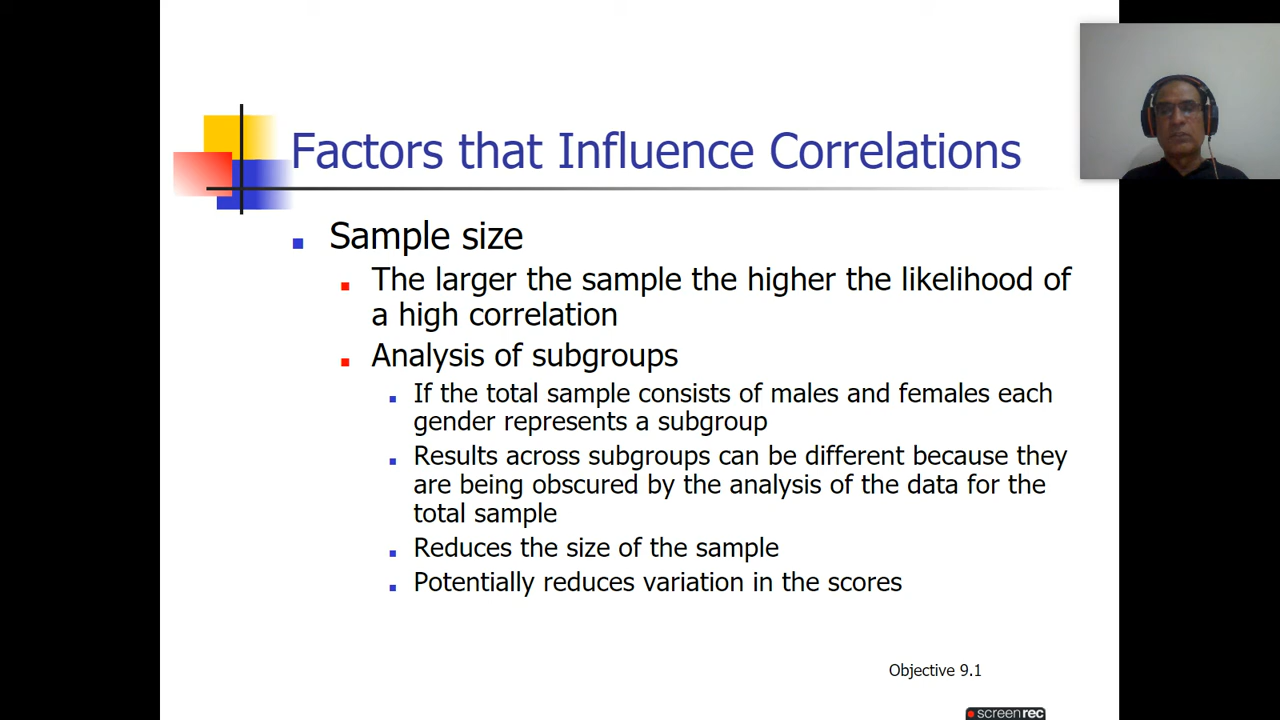 Factors that Influence Correlations
Sample size
The larger the sample the higher the likelihood of
a high correlation
Analysis of subgroups
If the total sample consists of males and females each
gender represents a subgroup
Results across subgroups can be different because they
are being obscured by the analysis of the data for the
total sample
Reduces the size of the sample
Potentially reduces variation in the scores
Objective 9.1
screenrec